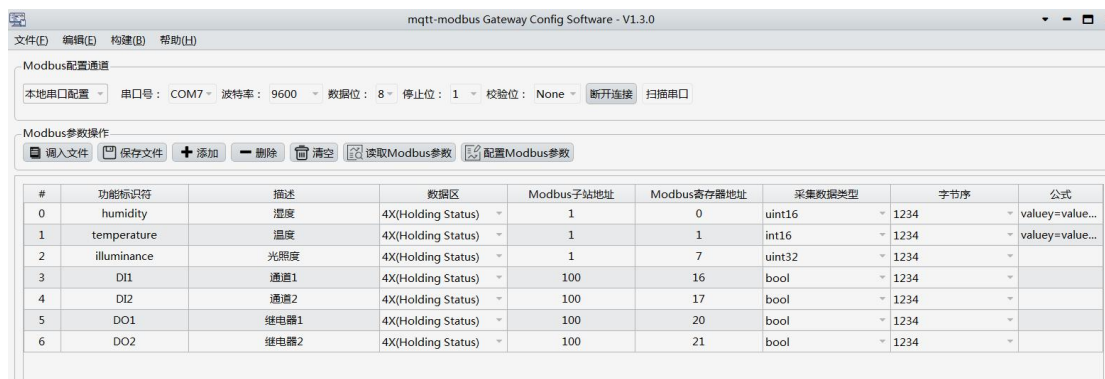 mqtt-modbus Gateway Config Software - V1.3.0
文件(F) 编辑(E) 构建(B) 帮助(H)
Modbus配置通道
本地串口配置 串口号： COM7 波特率： 9600 数据位： 8 停止位： 1 校验位： None 断开连接 扫描串口
Modbus参数操作
调入文件 保存文件 添加 删除 清空 读取Modbus参数 配置Modbus参数
# 功能标识符 描述 数据区 Modbus子站地址 Modbus寄存器地址 采集数据类型 字节序 公式
0 humidity 湿度 4X(Holding Status) 1 0 uint16 1234 valuey=value...
1 temperature 温度 4X(Holding Status) 1 1 int16 1234 valuey=value...
2 illuminance 光照度 4X(Holding Status) 1 7 uint32 1234
3 DI1 通道1 4X(Holding Status) 100 16 bool 1234
4 DI2 通道2 4X(Holding Status) 100 17 bool 1234
5 DO1 继电器1 4X(Holding Status) 100 20 bool 1234
6 DO2 继电器2 4X(Holding Status) 100 21 bool 1234